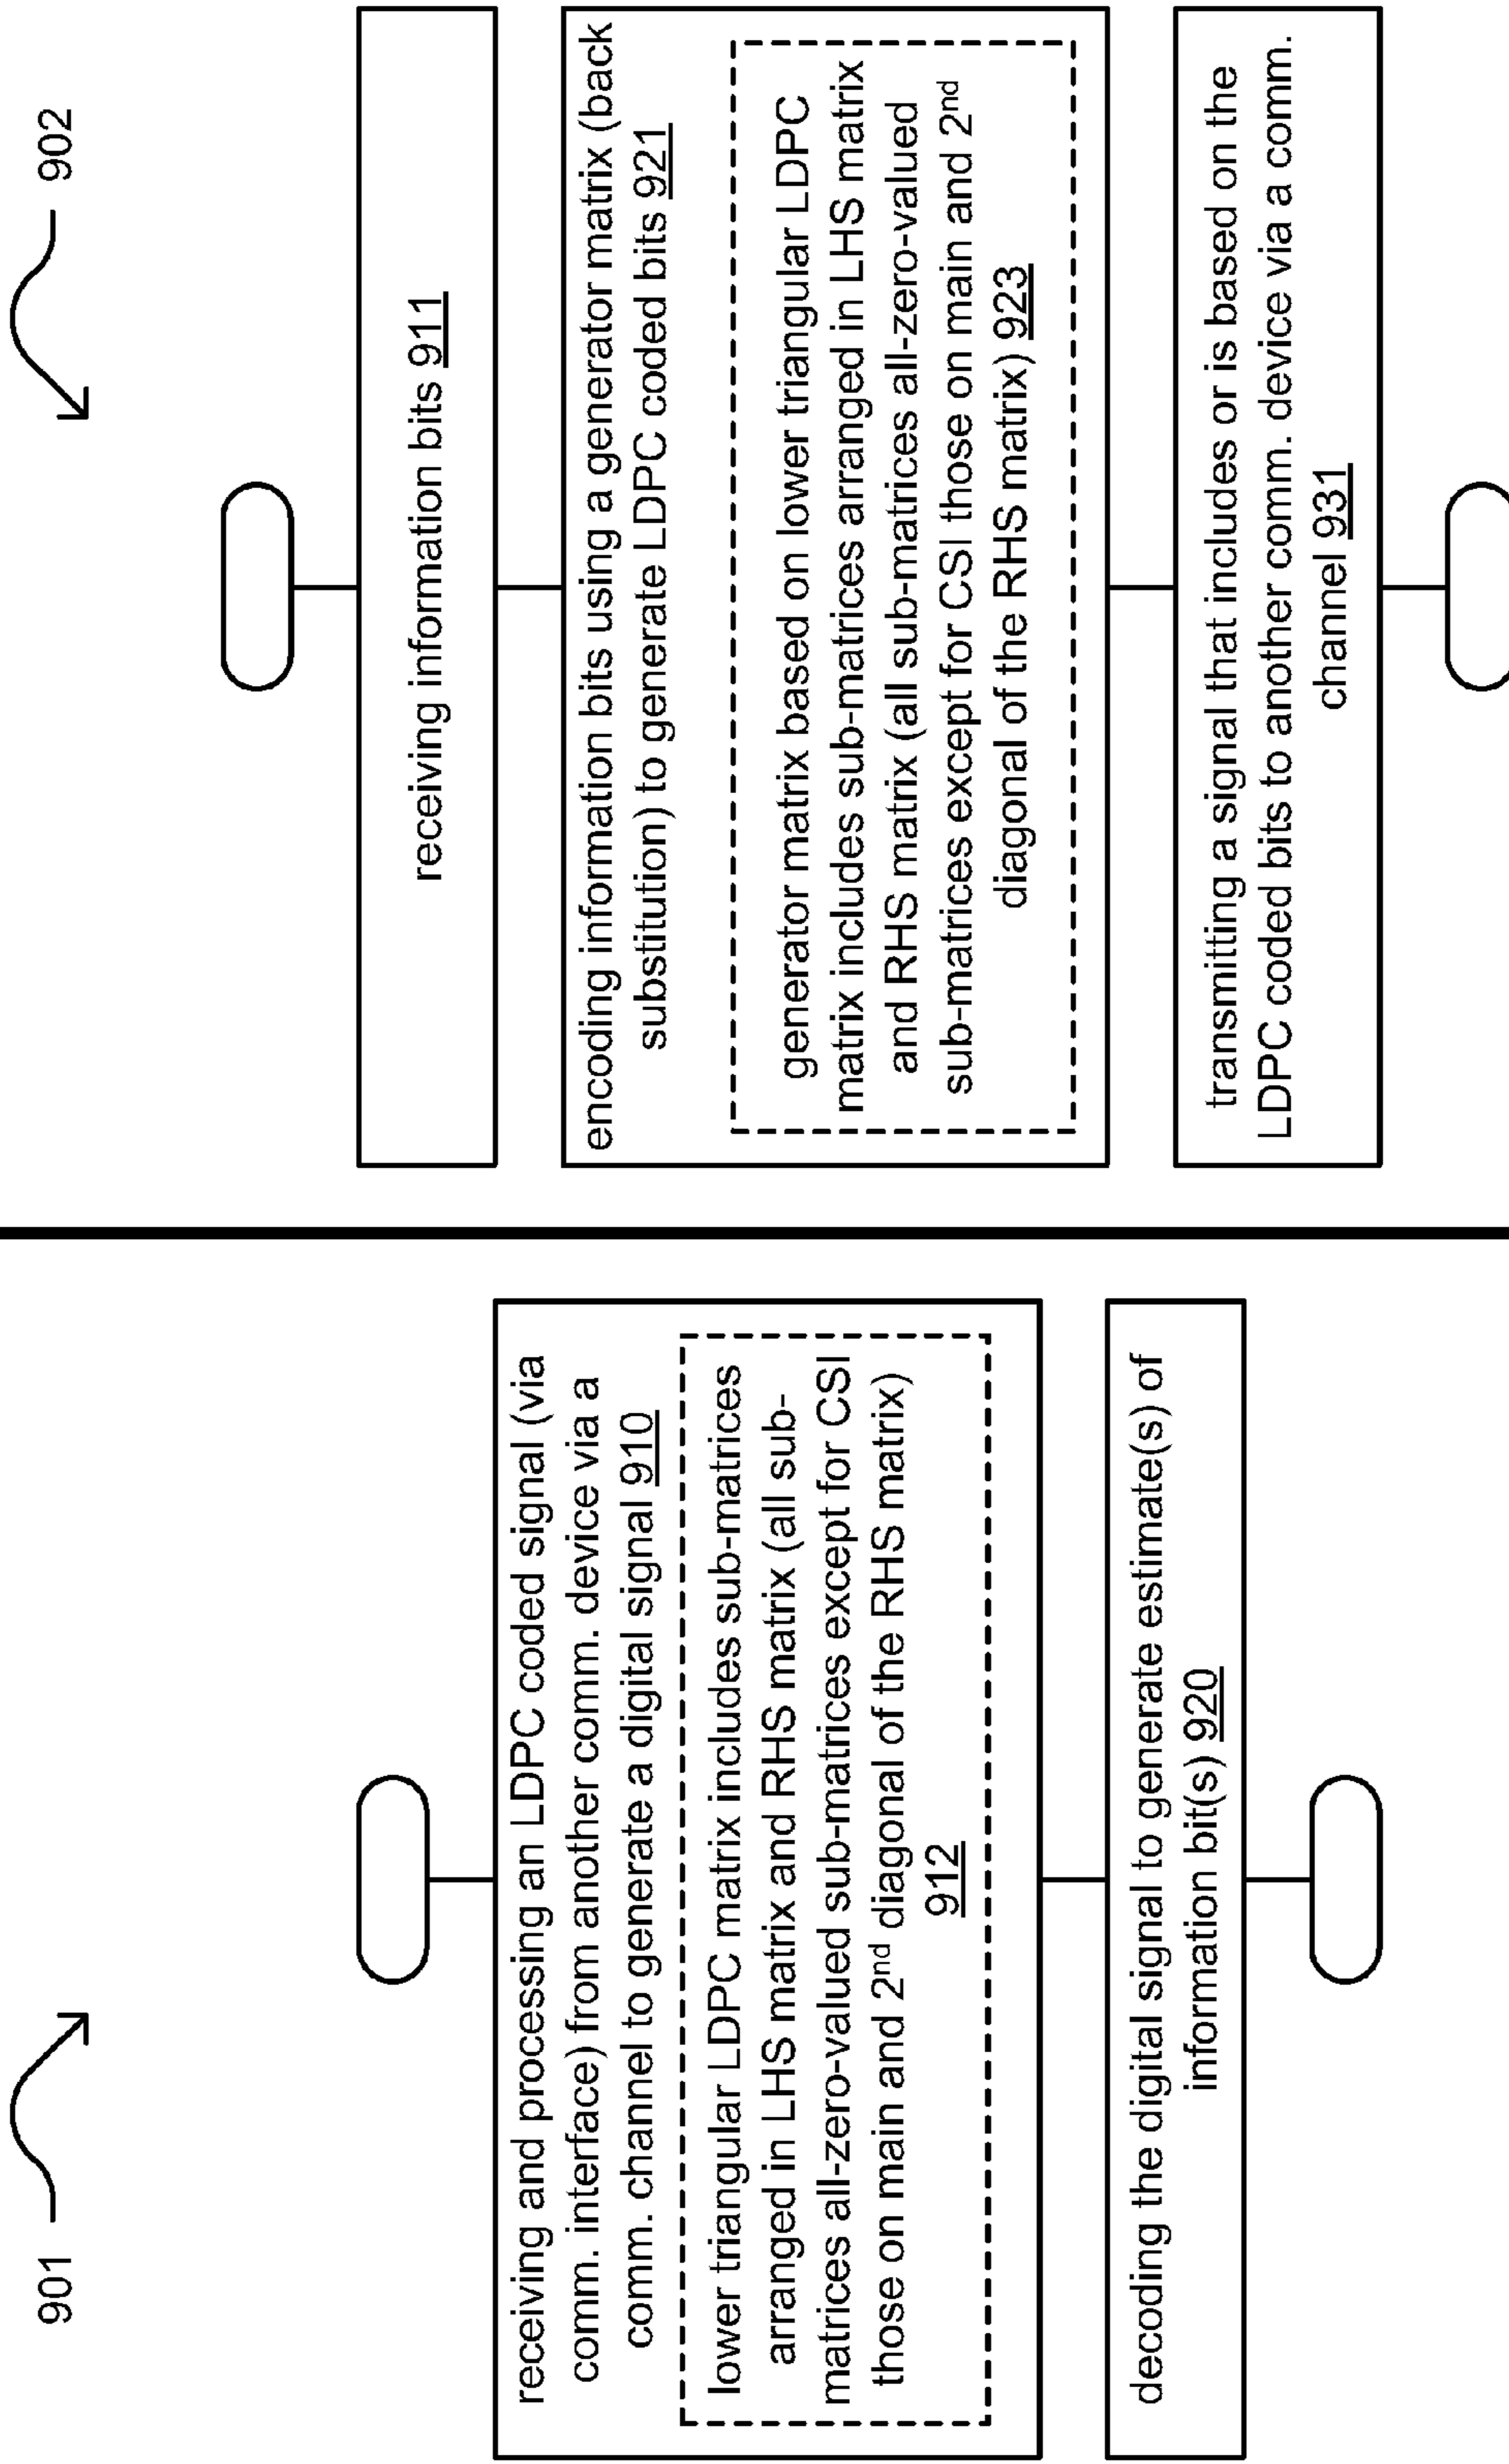 901
receiving and processing an LDPC coded signal (via
comm. interface) from another comm. device via a
comm. channel to generate a digital signal 910
lower triangular LDPC matrix includes sub-matrices
arranged in LHS matrix and RHS matrix (all sub-
matrices all-zero-valued sub-matrices except for CSI
those on main and 2nd diagonal of the RHS matrix)
912
decoding the digital signal to generate estimate(s) of
information bit(s) 920
902
receiving information bits 911
encoding information bits using a generator matrix (back
substitution) to generate LDPC coded bits 921
generator matrix based on lower triangular LDPC
matrix includes sub-matrices arranged in LHS matrix
and RHS matrix (all sub-matrices all-zero-valued
sub-matrices except for CSI those on main and 2nd
diagonal of the RHS matrix) 923
transmitting a signal that includes or is based on the
LDPC coded bits to another comm. device via a comm.
channel 931